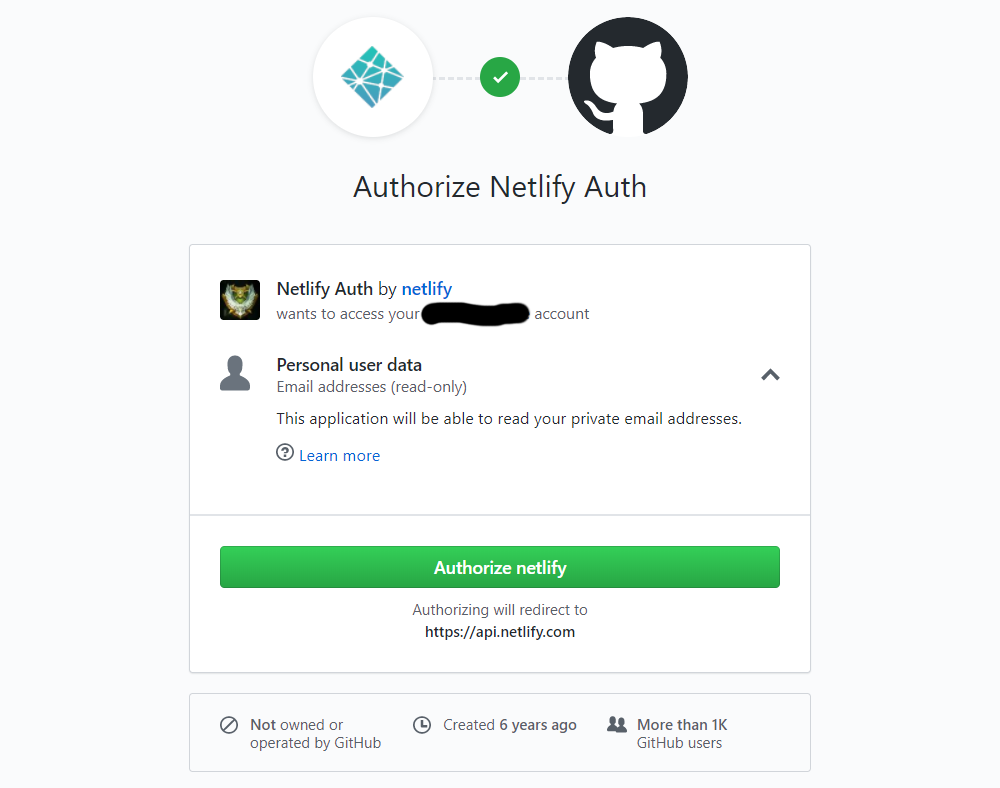 Authorize Netlify Auth
Netlify Auth by netlify
wants to access your account
Personal user data
Email addresses (read-only)
This application will be able to read your private email addresses.
Learn more
Authorize netlify
Authorizing will redirect to
https://api.netlify.com
Not owned or
operated by GitHub
Created 6 years ago
More than 1K
GitHub users